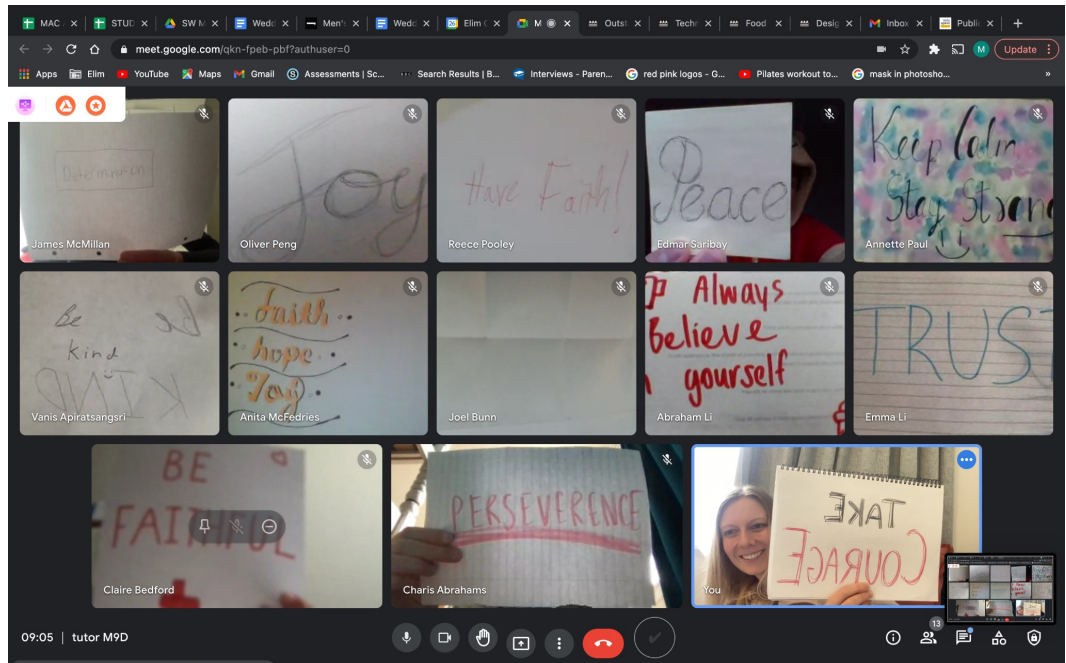 MAC
STUD
SW M
Wedd
Men's
Wedd
Elim C
M
Outst
Techn
Food
Desig
Inbox
Public
meet.google.com/qkn-fpeb-pbf?authuser=0
M
Update
Apps
Elim
YouTube
Maps
Gmail
Assessments | Sc...
Search Results | B...
Interviews - Paren...
red pink logos - G...
Pilates workout to...
mask in photosho...
»
Determination
James McMillan
Joy
Oliver Peng
Have Faith!
Reece Pooley
Peace
Edmar Saribay
Keep Calm
Stay Strong
Annette Paul
Be
kind
Be
KIND
Vanis Apiratsangsri
faith
hope
Joy
Anita McFedries
Joel Bunn
Always
Believe
yourself
Abraham Li
TRUST
Emma Li
BE
FAITHFUL
Claire Bedford
PERSEVERENCE
Charis Abrahams
TAKE
COURAGE
You
09:05 | tutor M9D
13